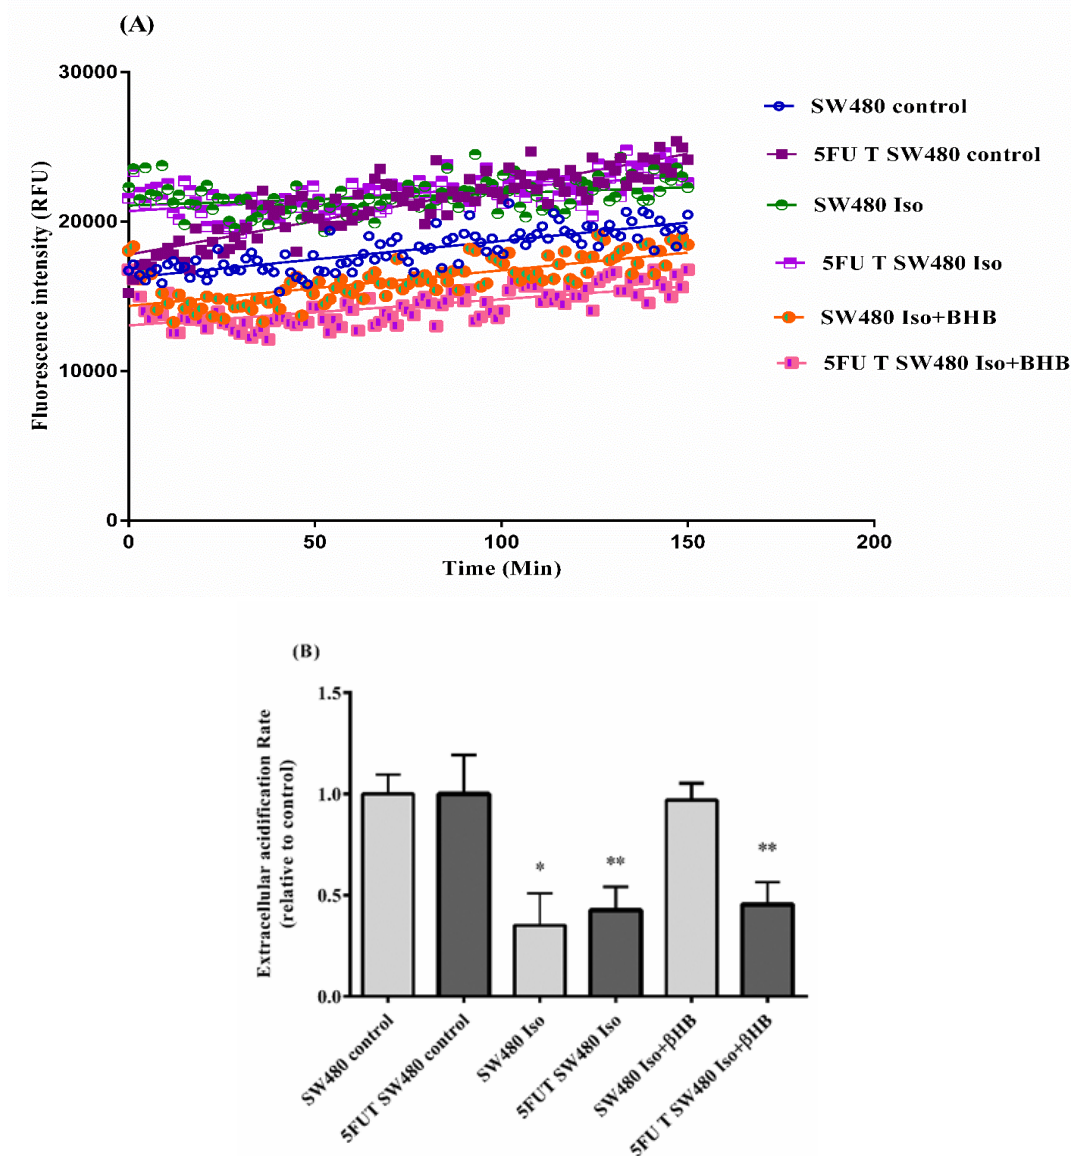 (A)
Fluorescence intensity (RFU)
30000
20000
10000
0
0 50 100 150 200
Time (Min)
SW480 control
5FU T SW480 control
SW480 Iso
5FU T SW480 Iso
SW480 Iso+BHB
5FU T SW480 Iso+BHB
(B)
Extracellular acidification Rate
(relative to control)
1.5
1.0
0.5
0.0
*
**
**
SW480 control
5FUT SW480 control
SW480 Iso
5FUT SW480 Iso
SW480 Iso+βHB
5FU T SW480 Iso+βHB